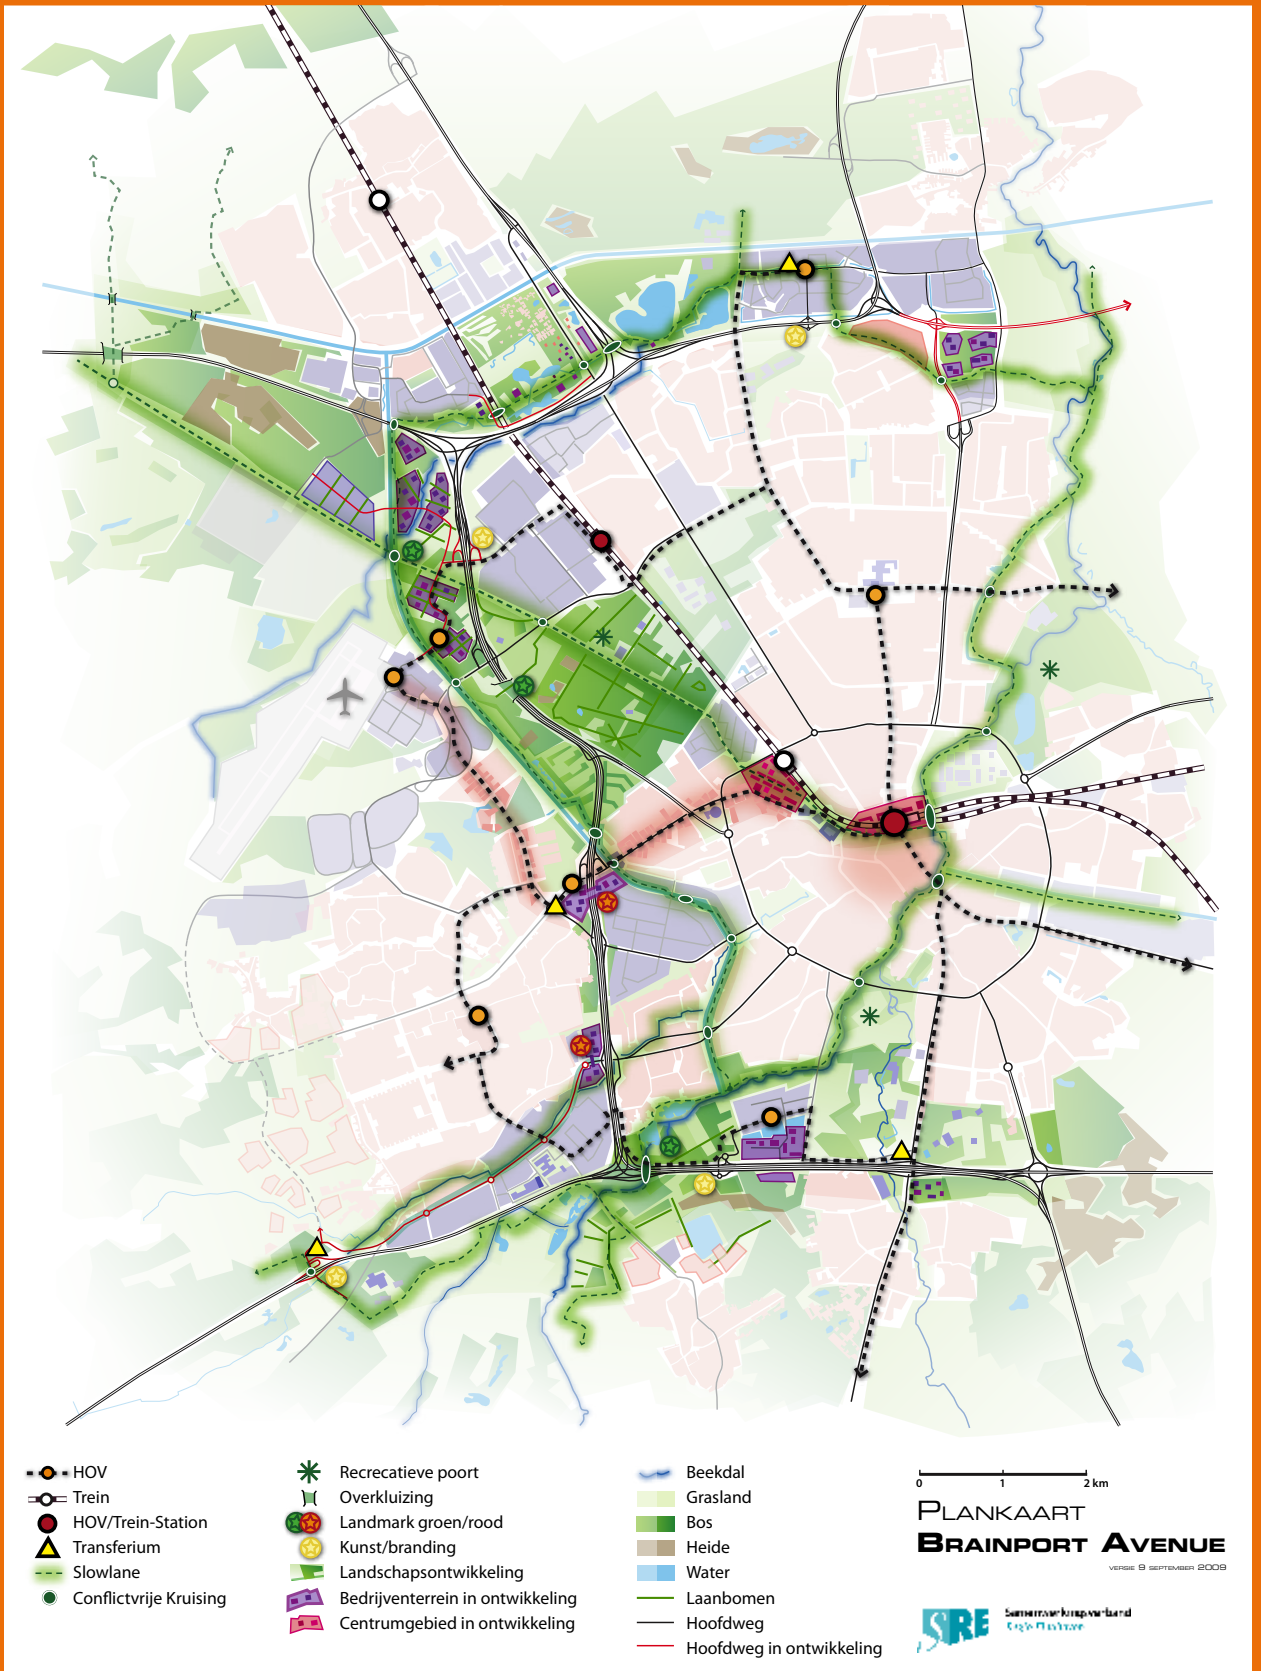 HOV
Trein
HOV/Trein-Station
Transferium
Slowlane
Conflictvrije Kruising
Recrecatieve poort
Overkluizing
Landmark groen/rood
Kunst/branding
Landschapsontwikkeling
Bedrijventerrein in ontwikkeling
Centrumgebied in ontwikkeling
Beekdal
Grasland
Bos
Heide
Water
Laanbomen
Hoofdweg
Hoofdweg in ontwikkeling
0 1 2 km
PLANKAART
BRAINPORT AVENUE
VERSIE 9 SEPTEMBER 2009
SRE
Samenwerkingsverband